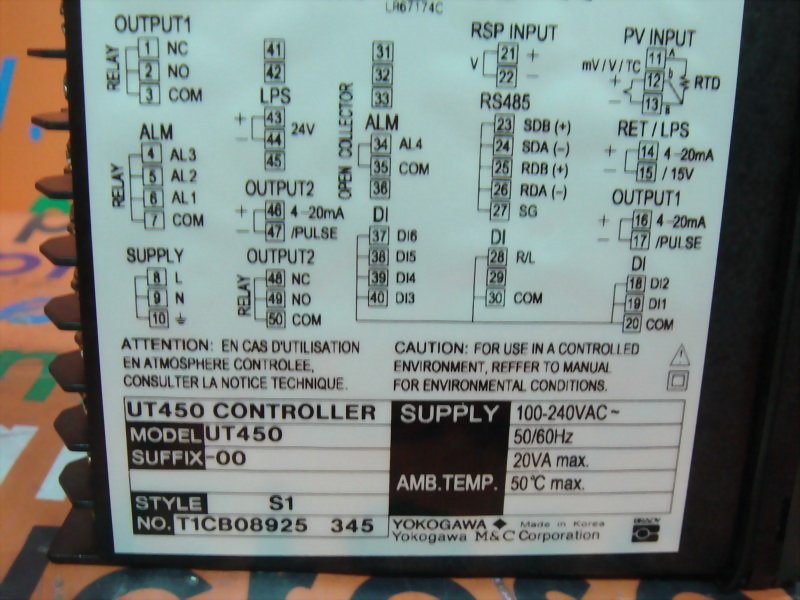 LR67174C
OUTPUT1
RELAY
1 NC
2 NO
3 COM
ALM
RELAY
4 AL3
5 AL2
6 AL1
7 COM
SUPPLY
8 L
9 N
10
41
42
LPS
+ 43
24V
- 44
45
OUTPUT2
+ 46 4-20mA
- 47 /PULSE
OUTPUT2
RELAY
48 NC
49 NO
50 COM
31
32
33
OPEN COLLECTOR
ALM
34 AL4
35 COM
36
DI
37 DI6
38 DI5
39 DI4
40 DI3
RSP INPUT
V
21 +
22 -
RS485
23 SDB (+)
24 SDA (-)
25 RDB (+)
26 RDA (-)
27 SG
DI
28 R/L
29
30 COM
PV INPUT
mV / V / TC
11 A
+ 12 b
- 13 B
RTD
RET / LPS
+ 14 4-20mA
- 15 / 15V
OUTPUT1
+ 16 4-20mA
- 17 /PULSE
DI
18 DI2
19 DI1
20 COM
ATTENTION: EN CAS D'UTILISATION
EN ATMOSPHERE CONTRÔLEE,
CONSULTER LA NOTICE TECHNIQUE.
CAUTION: FOR USE IN A CONTROLLED
ENVIRONMENT, REFFER TO MANUAL
FOR ENVIRONMENTAL CONDITIONS.
UT450 CONTROLLER
MODEL UT450
SUFFIX -00
STYLE S1
NO. T1CB08925 345
SUPPLY 100-240VAC ~
50/60Hz
20VA max.
AMB.TEMP. 50°C max.
YOKOGAWA ◆ Made in Korea
Yokogawa M&C Corporation
BRADY